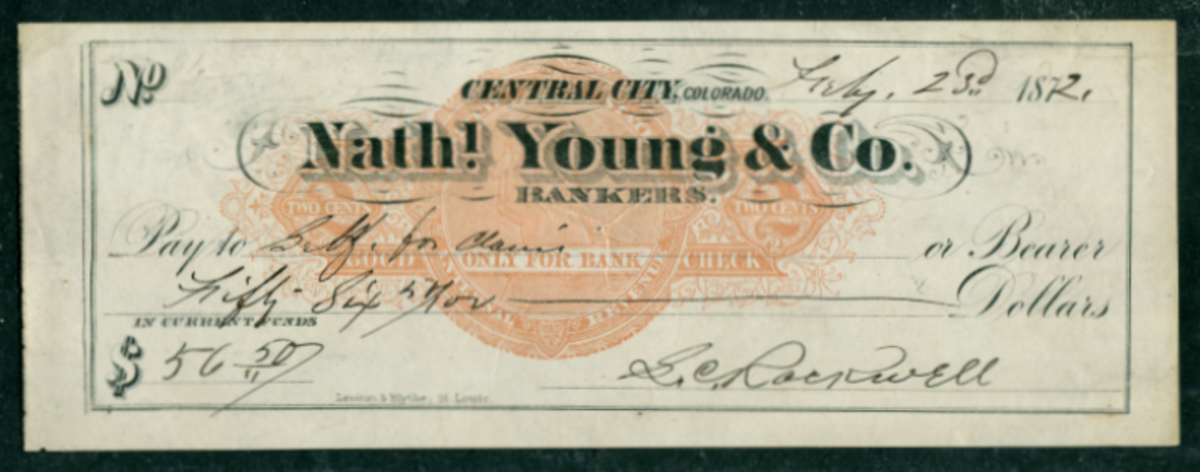 No
CENTRAL CITY, COLORADO. Feby. 23d 1872.
Nathl. Young & Co.
BANKERS.
TWO CENTS TWO CENTS
Pay to Self. for or Bearer
GOOD ONLY FOR BANK CHECK
Fifty Six 50/100 Dollars
IN CURRENT FUNDS
$ 56 50
L.C. Rockwell
Levison & Blythe, St. Louis.